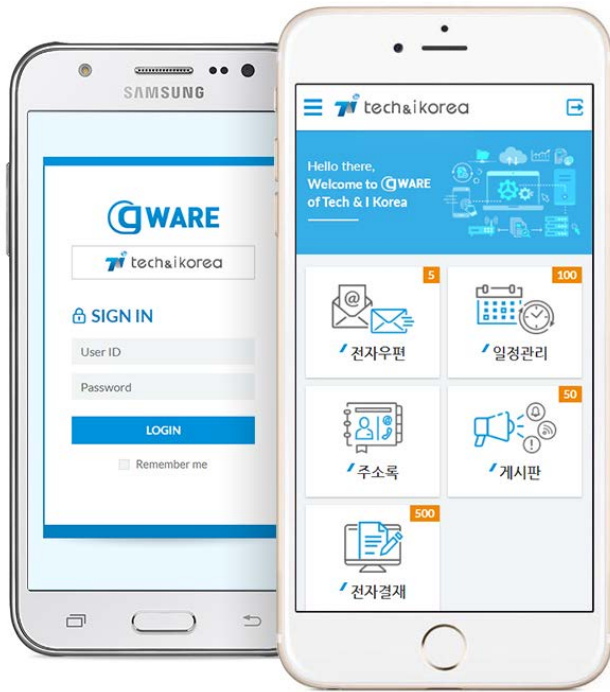 SAMSUNG
GWARE
tech&ikorea
SIGN IN
User ID
Password
LOGIN
Remember me
tech&ikorea
Hello there,
Welcome to GWARE
of Tech & I Korea
5
전자우편
100
일정관리
주소록
50
게시판
500
전자결재